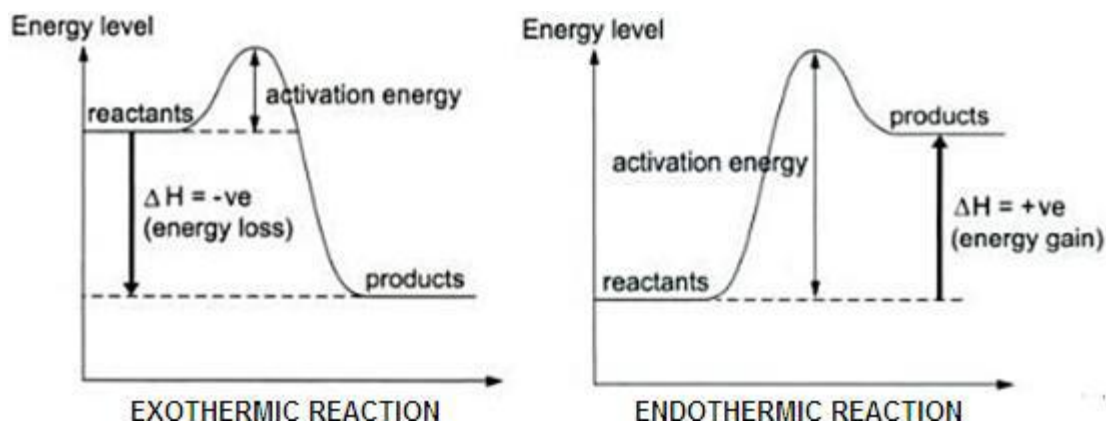 Energy level
reactants
activation energy
Δ H = -ve
(energy loss)
products
EXOTHERMIC REACTION
Energy level
products
activation energy
ΔH = +ve
(energy gain)
reactants
ENDOTHERMIC REACTION